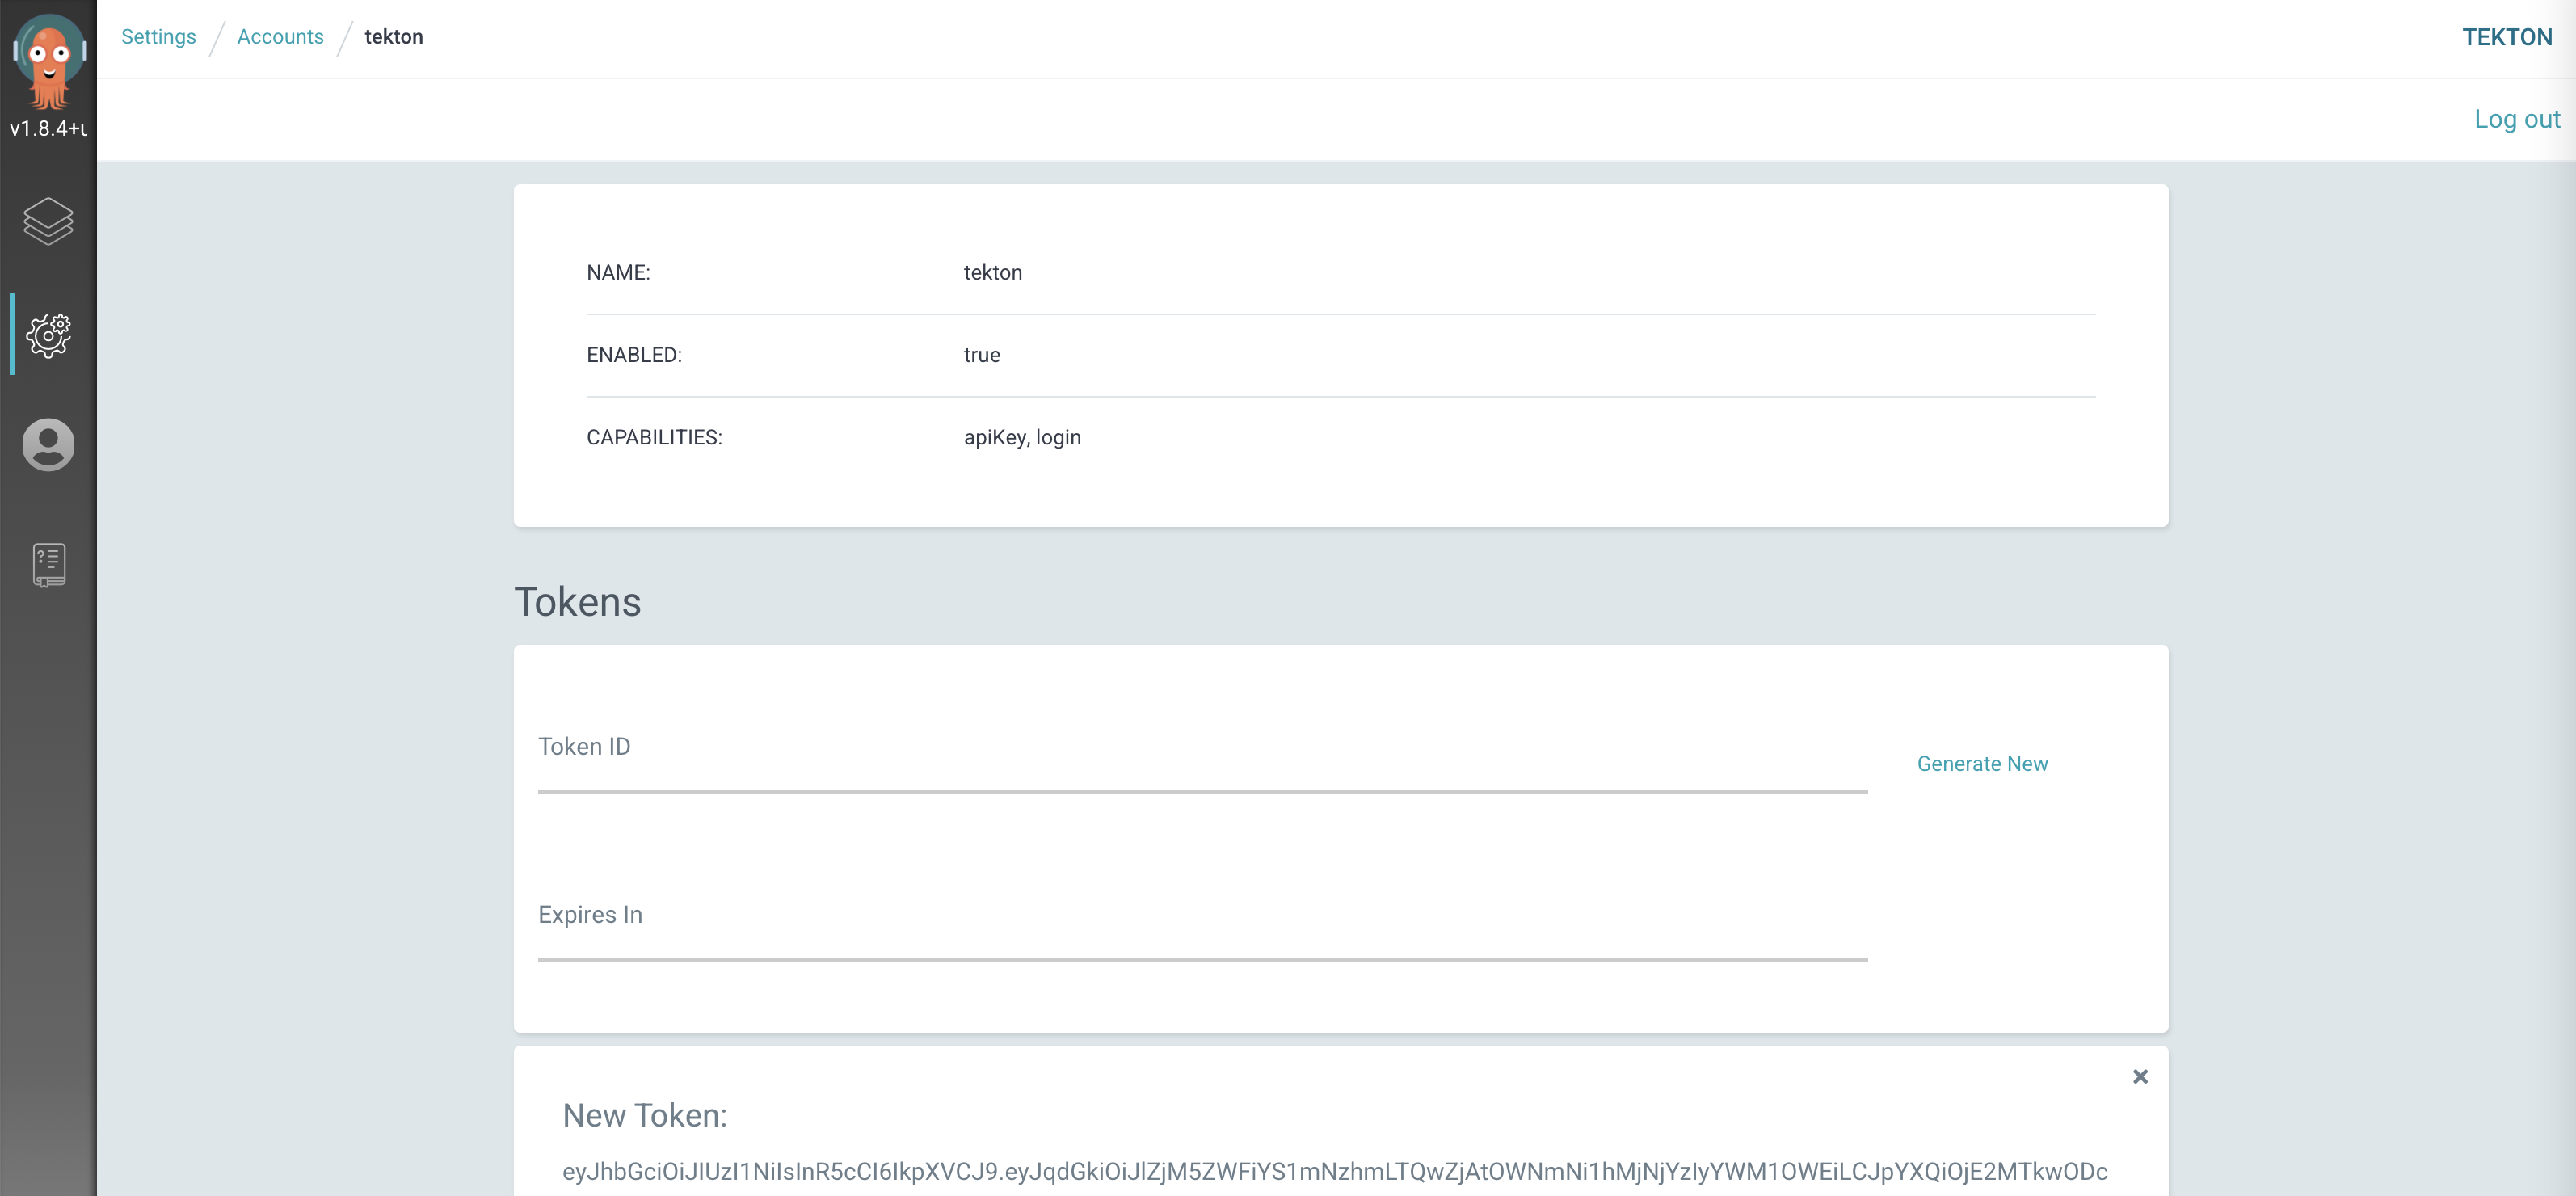 Settings / Accounts / tekton
TEKTON
v1.8.4+
Log out
NAME: tekton
ENABLED: true
CAPABILITIES: apiKey, login
Tokens
Token ID
Generate New
Expires In
New Token:
eyJhbGciOiJIUzI1NiIsInR5cCI6IkpXVCJ9.eyJqdGkiOiJlZjM5ZWFiYS1mNzhmLTQwZjAtOWNmNi1hMjNjYzIyYWM1OWEiLCJpYXQiOjE2MTkwODc